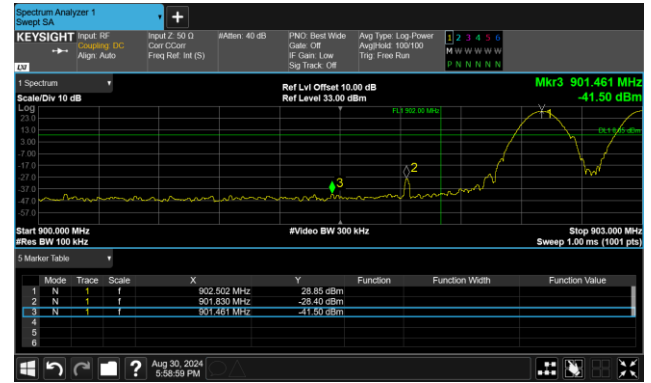 Spectrum Analyzer 1
Swept SA
+
KEYSIGHT Input: RF Input Z: 50 Ω #Atten: 40 dB PNO: Best Wide Avg Type: Log-Power 1 2 3 4 5 6
Coupling: DC Corr CCorr Gate: Off Avg|Hold: 100/100 M W W W W W
Align: Auto Freq Ref: Int (S) IF Gain: Low Trig: Free Run
Sig Track: Off P N N N N N
LXI
1 Spectrum Ref Lvl Offset 10.00 dB Mkr3 901.461 MHz
Scale/Div 10 dB Ref Level 33.00 dBm -41.50 dBm
Log
FL1 902.00 MHz
23.0
13.0
DL1 8.85 dBm
3.00
-7.00
-17.0
-27.0
-37.0
-47.0
-57.0
1
2
3
Start 900.000 MHz #Video BW 300 kHz Stop 903.000 MHz
#Res BW 100 kHz Sweep 1.00 ms (1001 pts)
5 Marker Table
Mode Trace Scale X Y Function Function Width Function Value
1 N 1 f 902.502 MHz 28.85 dBm
2 N 1 f 901.830 MHz -28.40 dBm
3 N 1 f 901.461 MHz -41.50 dBm
4
5
6
? Aug 30, 2024
5:58:59 PM